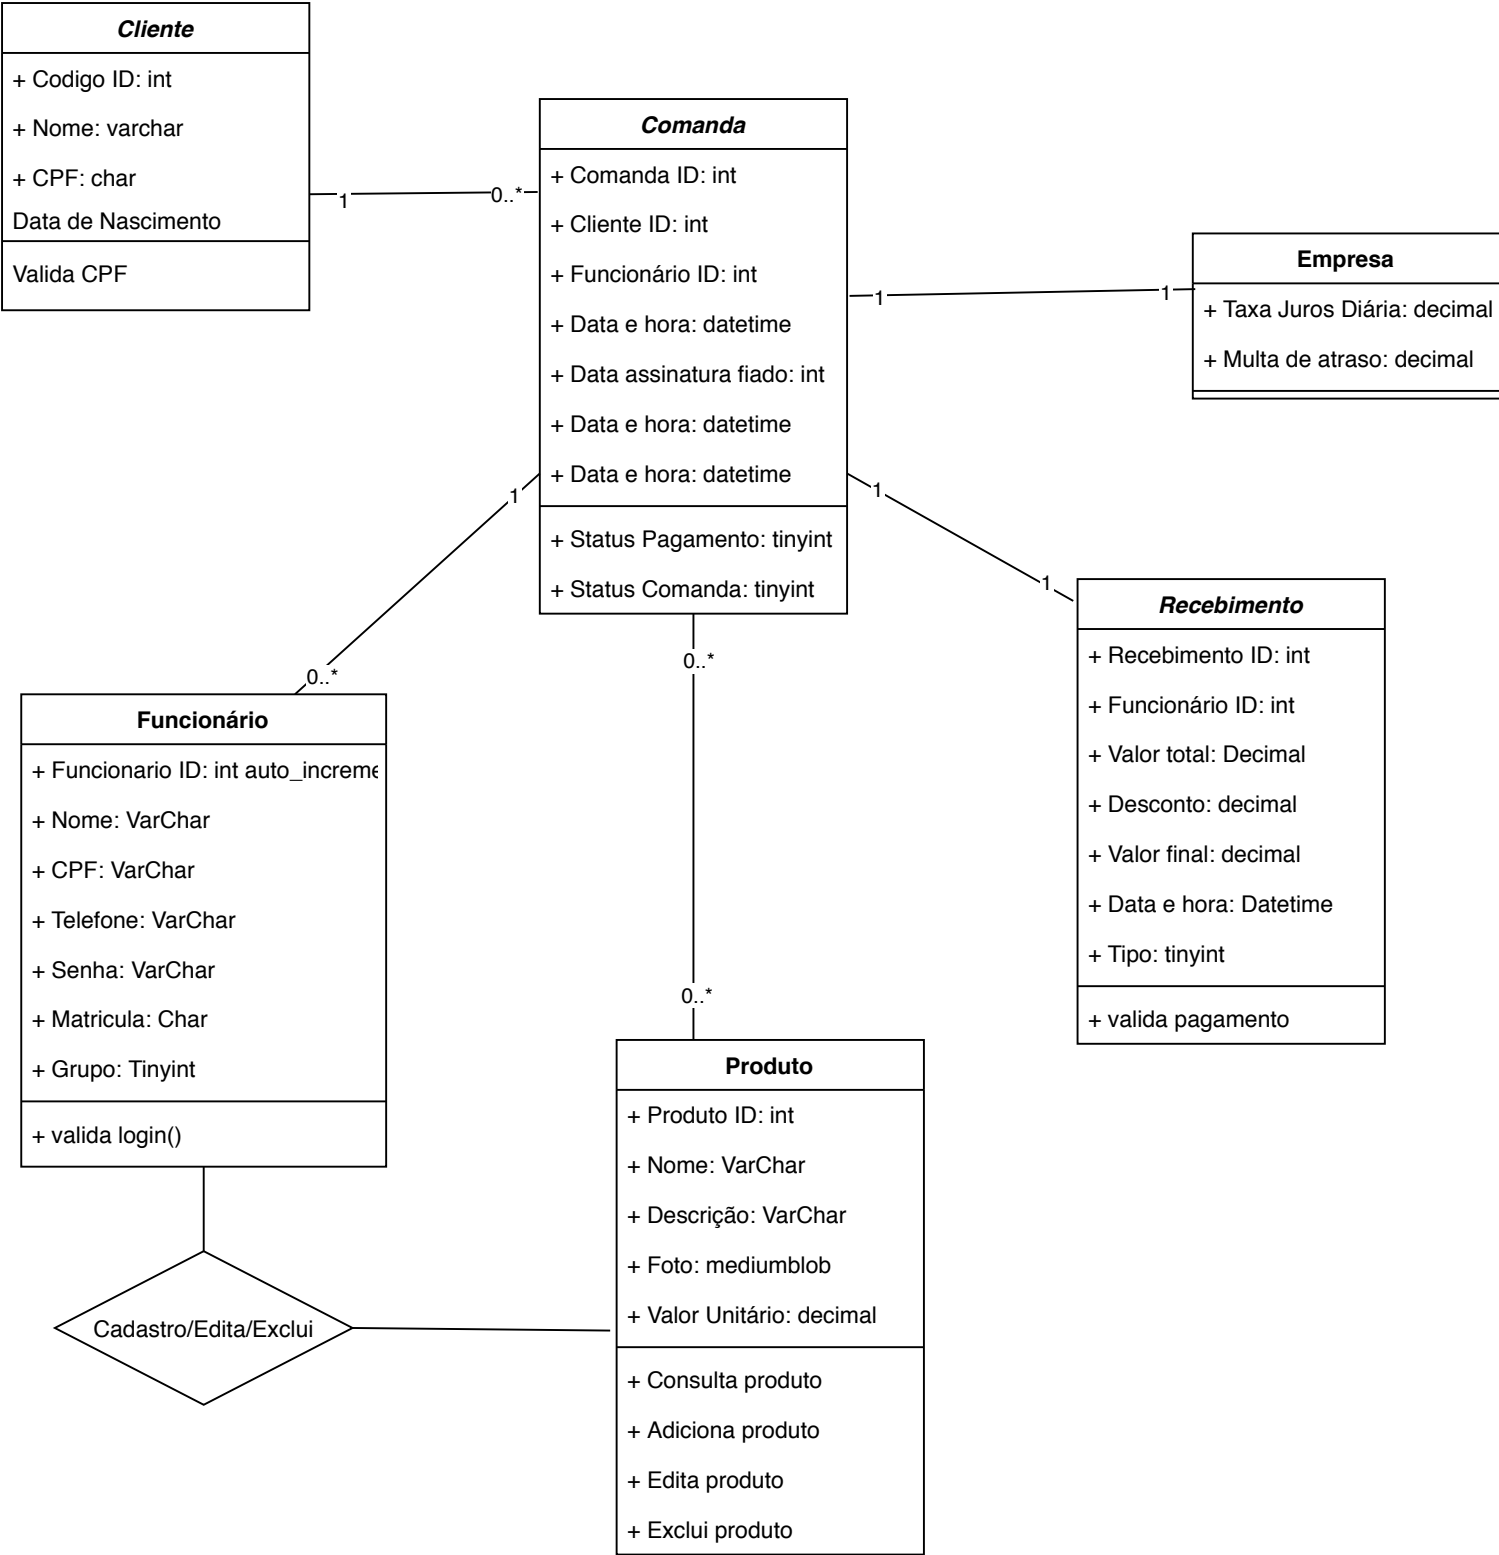 Cliente
+ Codigo ID: int
+ Nome: varchar
+ CPF: char
Data de Nascimento
Valida CPF
1
0..*
Comanda
+ Comanda ID: int
+ Cliente ID: int
+ Funcionário ID: int
+ Data e hora: datetime
+ Data assinatura fiado: int
+ Data e hora: datetime
+ Data e hora: datetime
+ Status Pagamento: tinyint
+ Status Comanda: tinyint
1
1
Empresa
+ Taxa Juros Diária: decimal
+ Multa de atraso: decimal
1
1
Recebimento
+ Recebimento ID: int
+ Funcionário ID: int
+ Valor total: Decimal
+ Desconto: decimal
+ Valor final: decimal
+ Data e hora: Datetime
+ Tipo: tinyint
+ valida pagamento
1
0..*
Funcionário
+ Funcionario ID: int auto_increme
+ Nome: VarChar
+ CPF: VarChar
+ Telefone: VarChar
+ Senha: VarChar
+ Matricula: Char
+ Grupo: Tinyint
+ valida login()
0..*
0..*
Produto
+ Produto ID: int
+ Nome: VarChar
+ Descrição: VarChar
+ Foto: mediumblob
+ Valor Unitário: decimal
+ Consulta produto
+ Adiciona produto
+ Edita produto
+ Exclui produto
Cadastro/Edita/Exclui